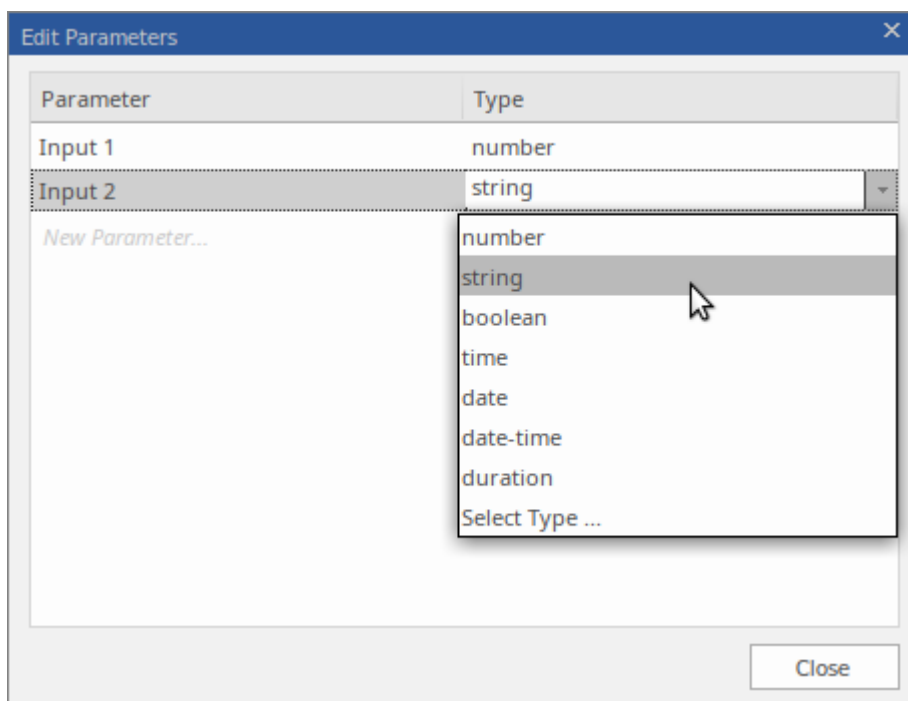 Edit Parameters
Parameter Type
Input 1 number
Input 2 string
New Parameter...
number
string
boolean
time
date
date-time
duration
Select Type ...
Close